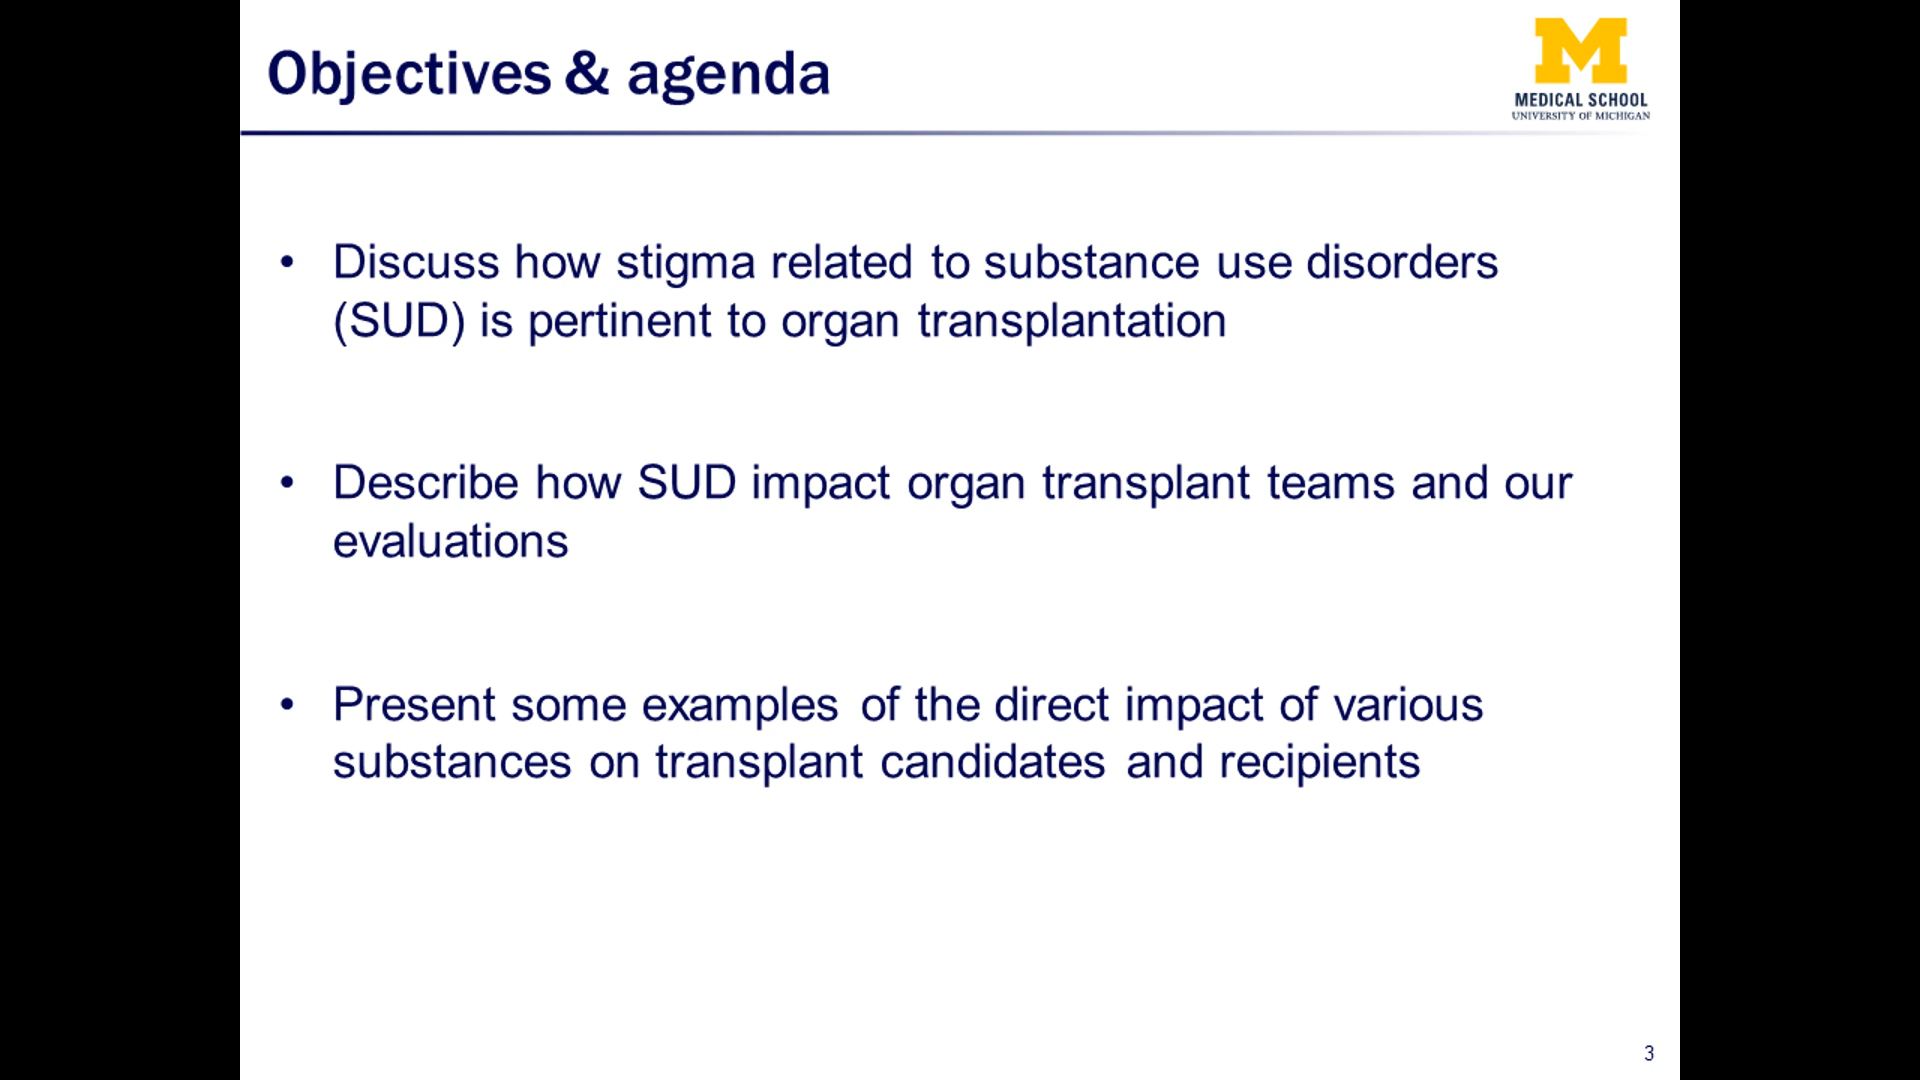 Objectives & agenda
M
MEDICAL SCHOOL
UNIVERSITY OF MICHIGAN
• Discuss how stigma related to substance use disorders
(SUD) is pertinent to organ transplantation
• Describe how SUD impact organ transplant teams and our
evaluations
• Present some examples of the direct impact of various
substances on transplant candidates and recipients
3